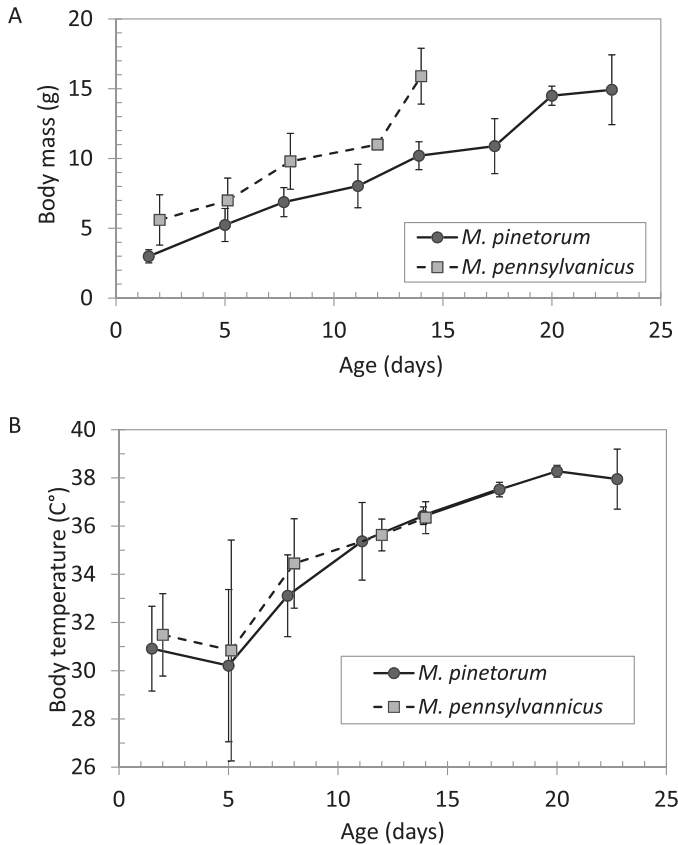 A
20
15
10
5
0
Body mass (g)
M. pinetorum
M. pennsylvanicus
0 5 10 15 20 25
Age (days)
B
40
38
36
34
32
30
28
26
Body temperature (C°)
M. pinetorum
M. pennsylvannicus
0 5 10 15 20 25
Age (days)